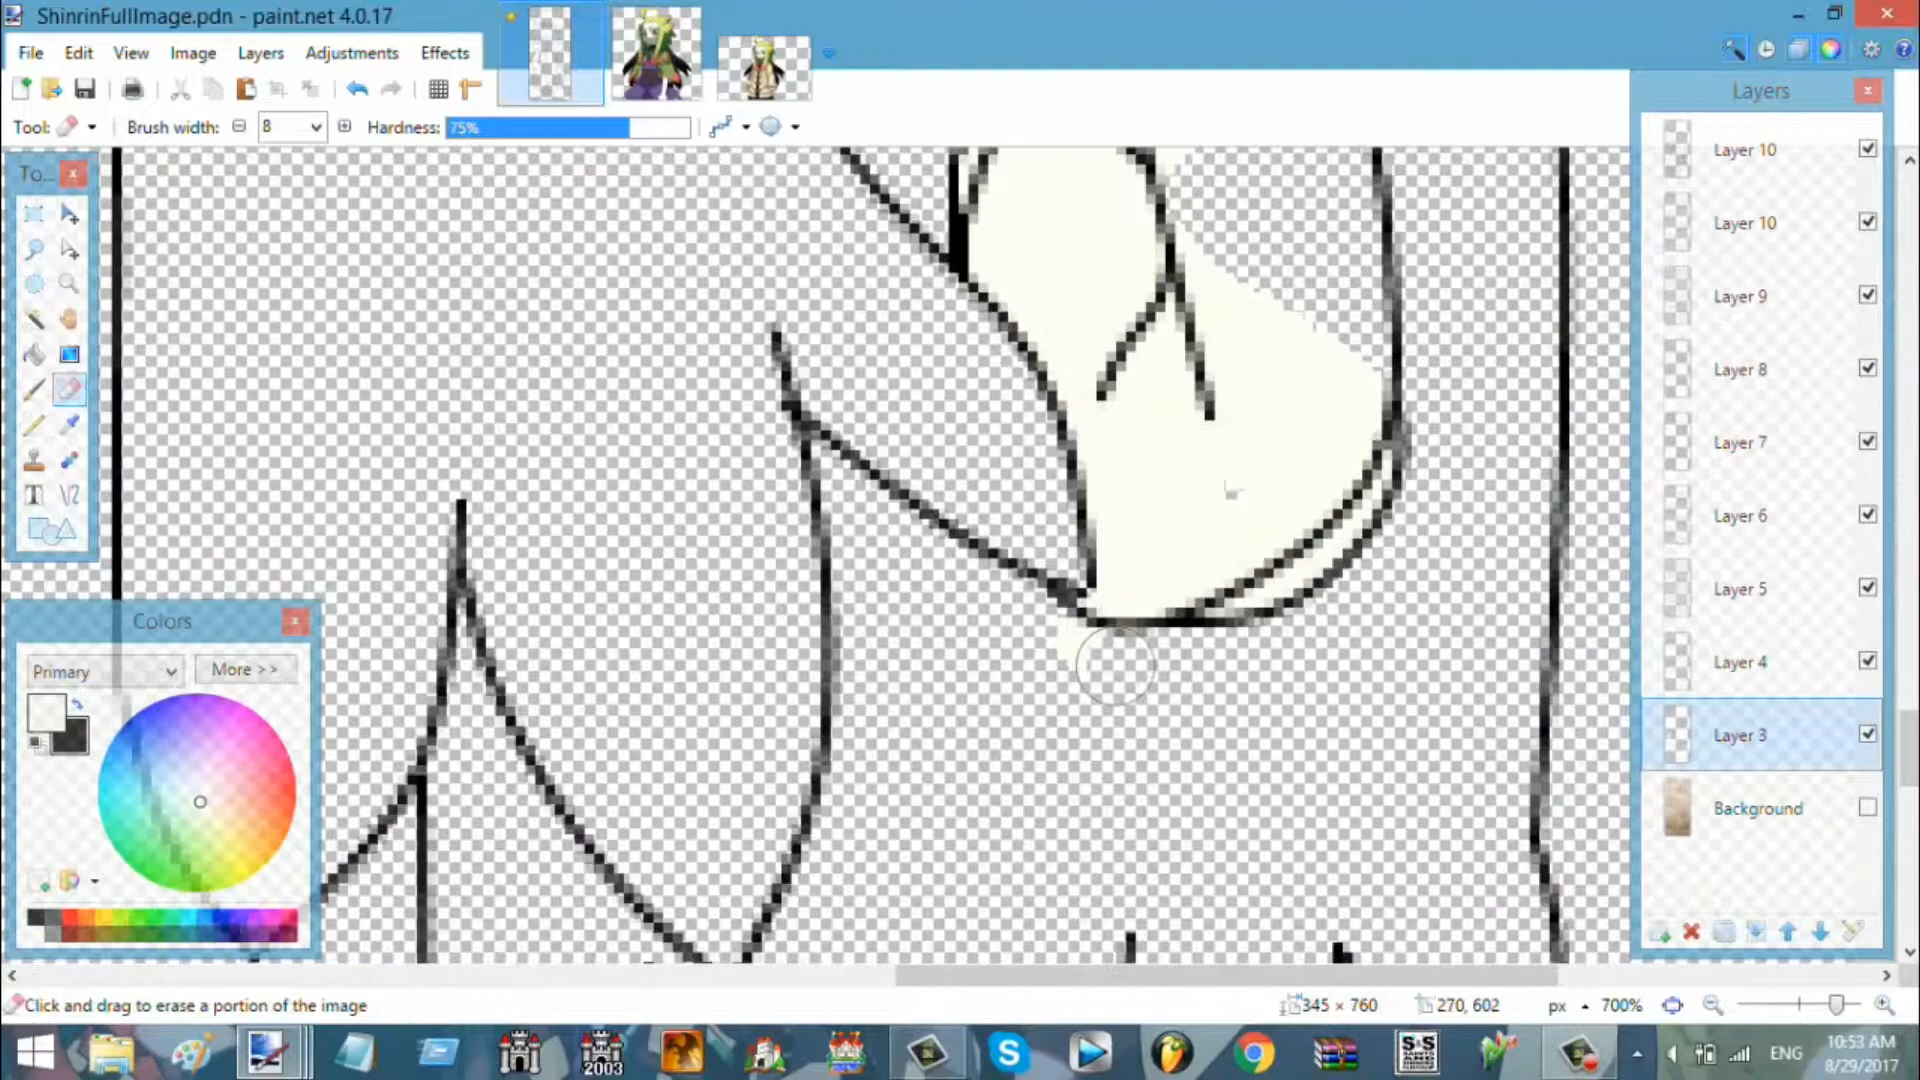 ShinrinFullImage.pdn - paint.net 4.0.17
File Edit View Image Layers Adjustments Effects
Tool: Brush width: 8 Hardness: 75%
To...
Layers
Layer 10
Layer 10
Layer 9
Layer 8
Layer 7
Layer 6
Layer 5
Layer 4
Layer 3
Background
Colors
Primary More >>
Click and drag to erase a portion of the image
345 × 760 270, 602 px 700%
2003
S&S
ENG
10:53 AM
8/29/2017